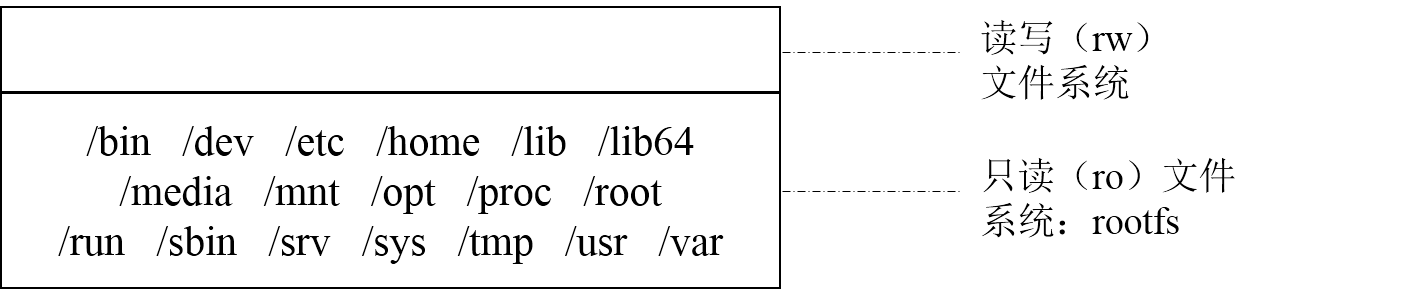 读写（rw）
文件系统
/bin /dev /etc /home /lib /lib64
/media /mnt /opt /proc /root
/run /sbin /srv /sys /tmp /usr /var
只读（ro）文件
系统：rootfs